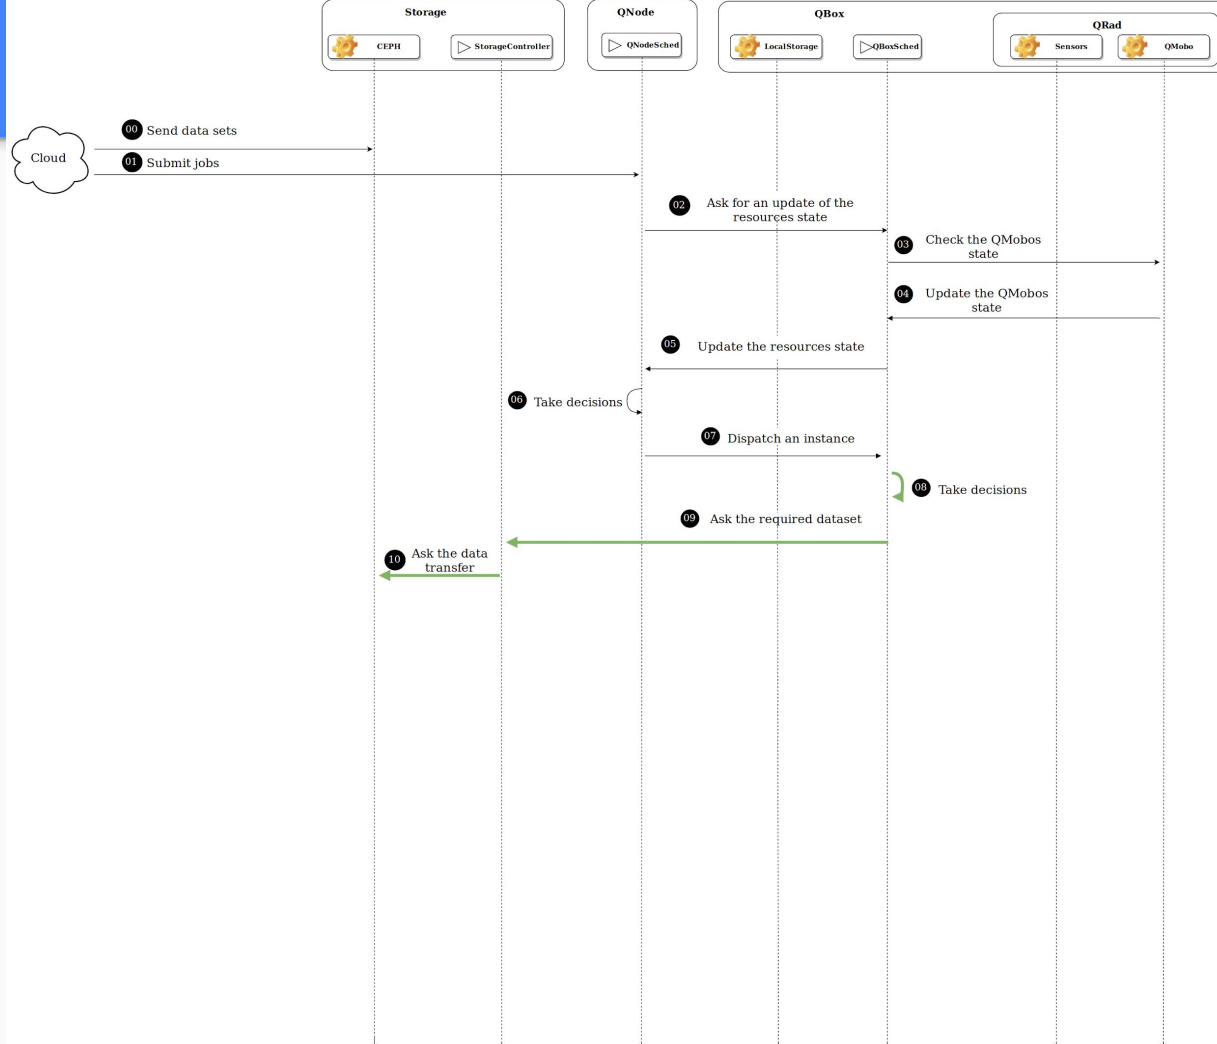 Storage
QNode
QBox
QRad
CEPH
StorageController
QNodeSched
LocalStorage
QBoxSched
Sensors
QMobo
Cloud
00 Send data sets
01 Submit jobs
02 Ask for an update of the
resources state
03 Check the QMobos
state
04 Update the QMobos
state
05 Update the resources state
06 Take decisions
07 Dispatch an instance
08 Take decisions
09 Ask the required dataset
10 Ask the data
transfer